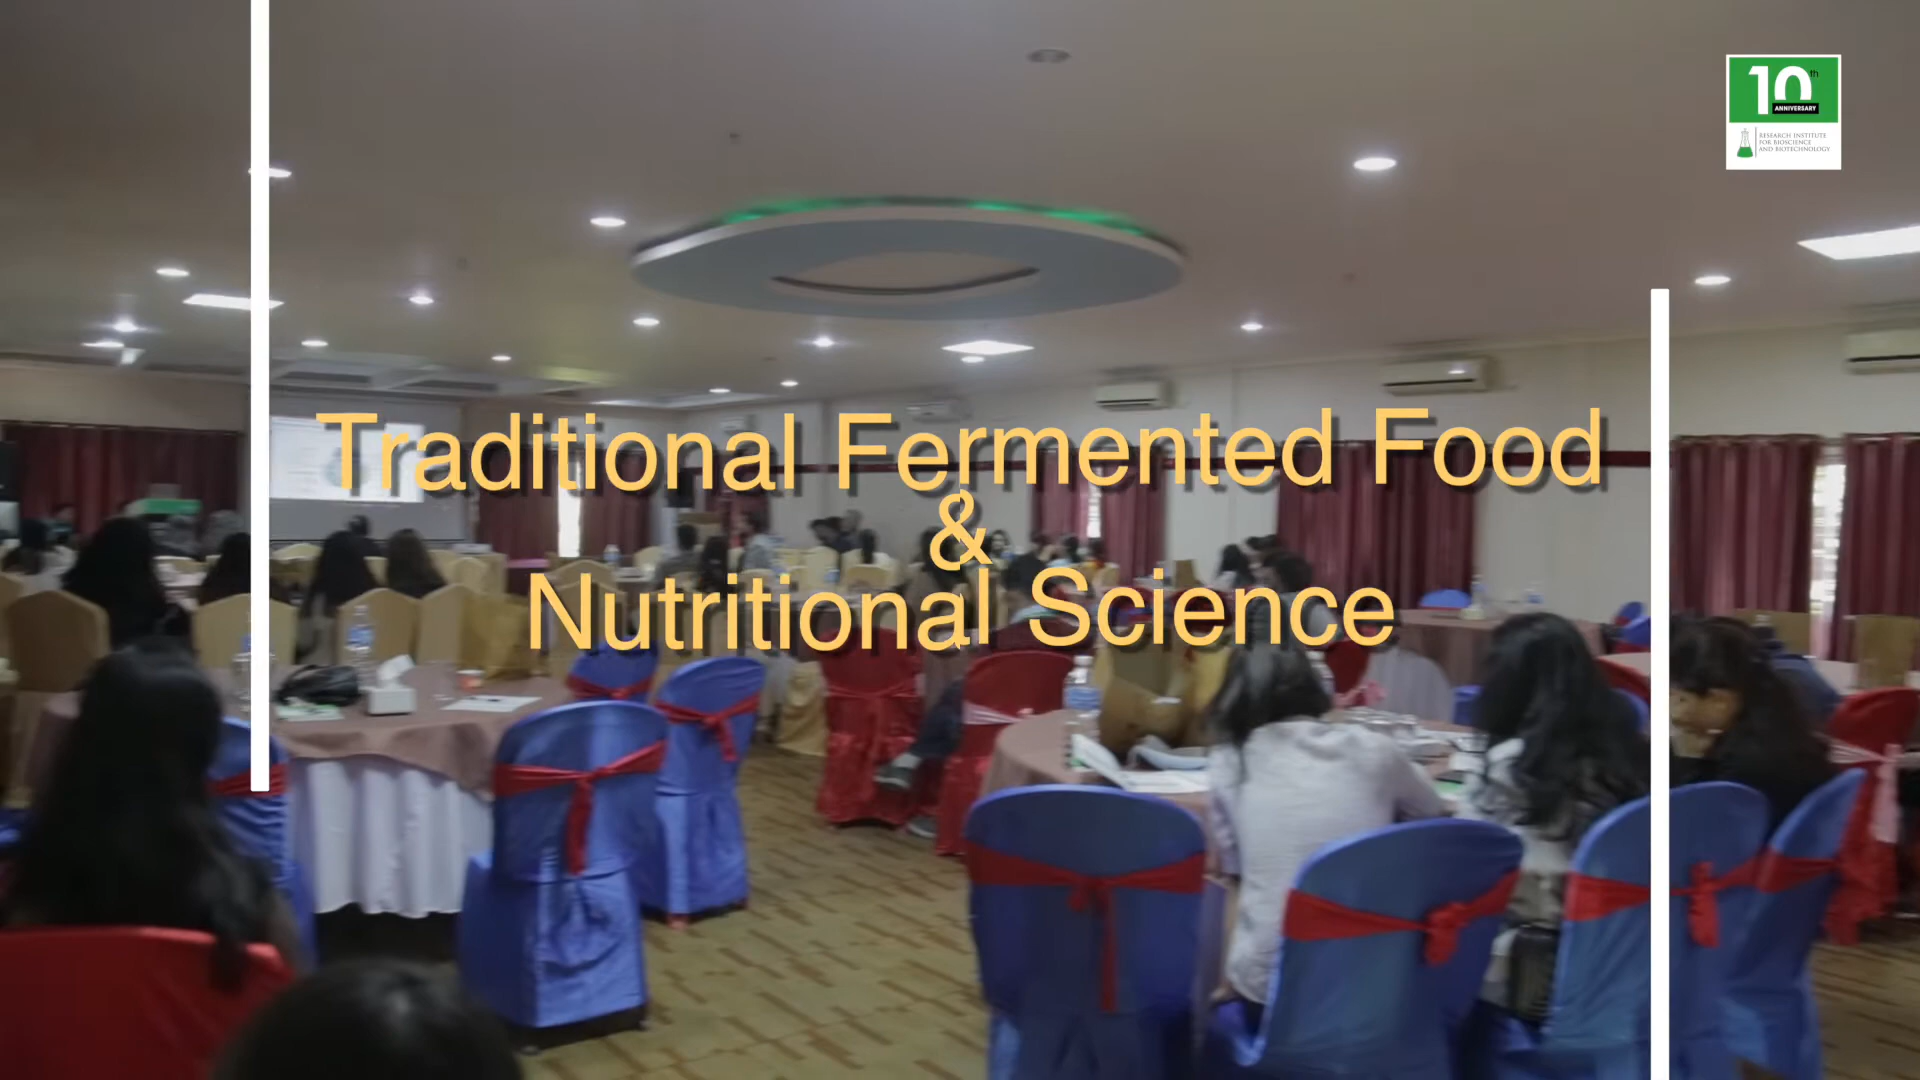 10th
ANNIVERSARY
RESEARCH INSTITUTE
FOR BIOSCIENCE
AND BIOTECHNOLOGY
Traditional Fermented Food
&
Nutritional Science